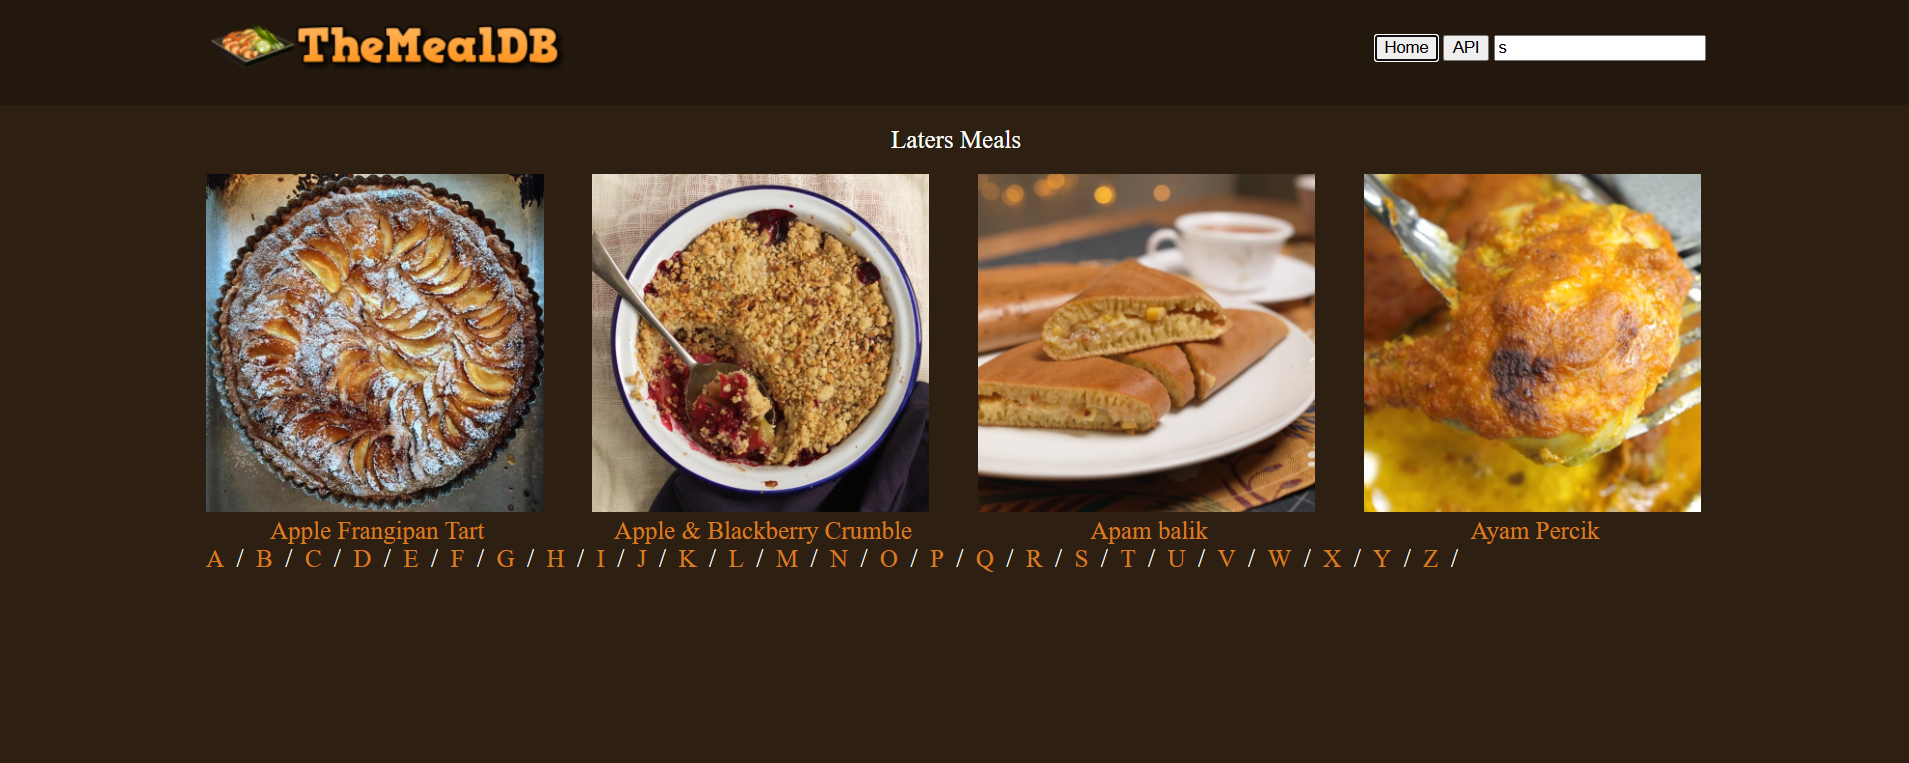 TheMealDB
Home API s
Laters Meals
Apple Frangipan Tart
Apple & Blackberry Crumble
Apam balik
Ayam Percik
A / B / C / D / E / F / G / H / I / J / K / L / M / N / O / P / Q / R / S / T / U / V / W / X / Y / Z /